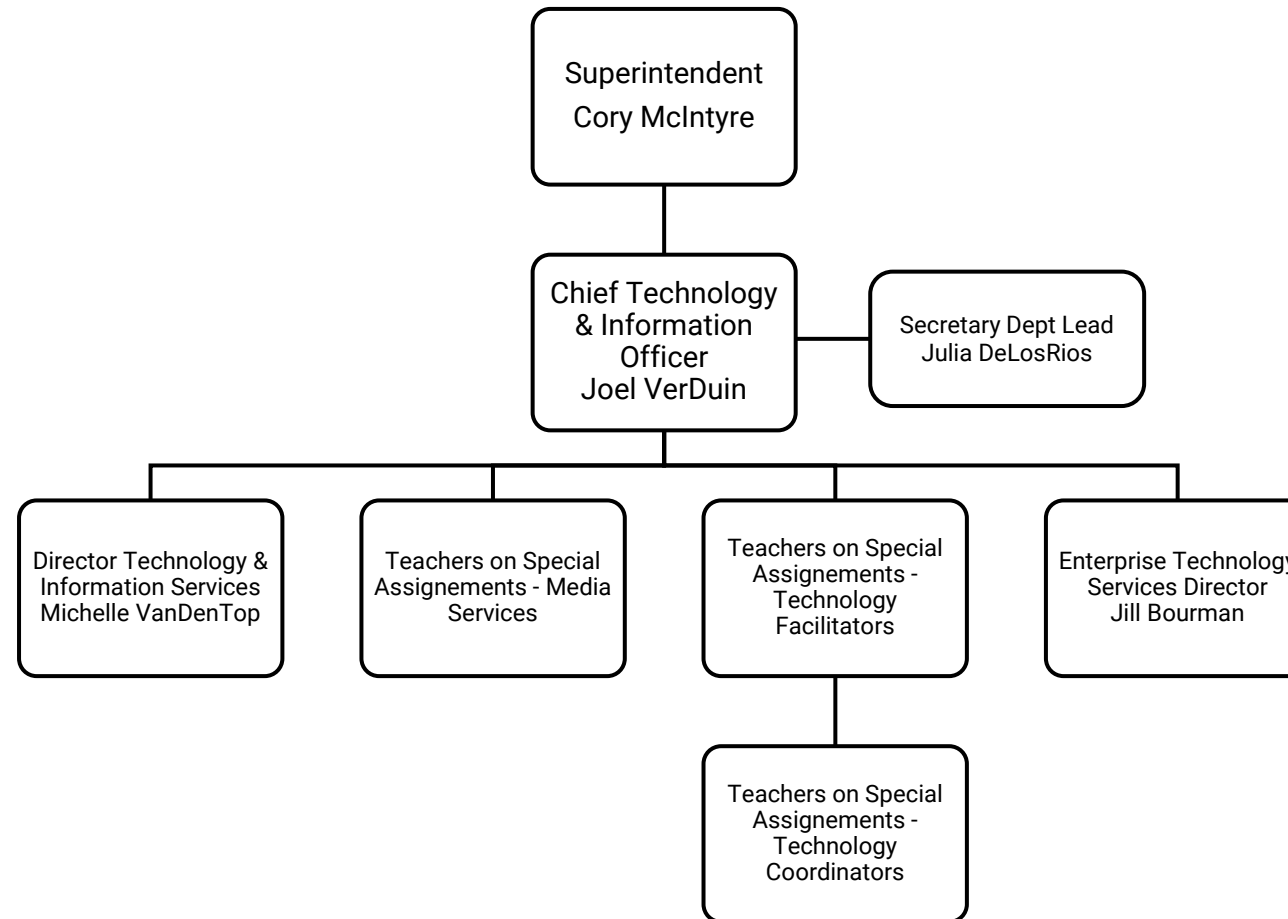 Superintendent
Cory McIntyre
Chief Technology
& Information
Officer
Joel VerDuin
Secretary Dept Lead
Julia DeLosRios
Director Technology &
Information Services
Michelle VanDenTop
Teachers on Special
Assignements - Media
Services
Teachers on Special
Assignements -
Technology
Facilitators
Enterprise Technology
Services Director
Jill Bourman
Teachers on Special
Assignements -
Technology
Coordinators